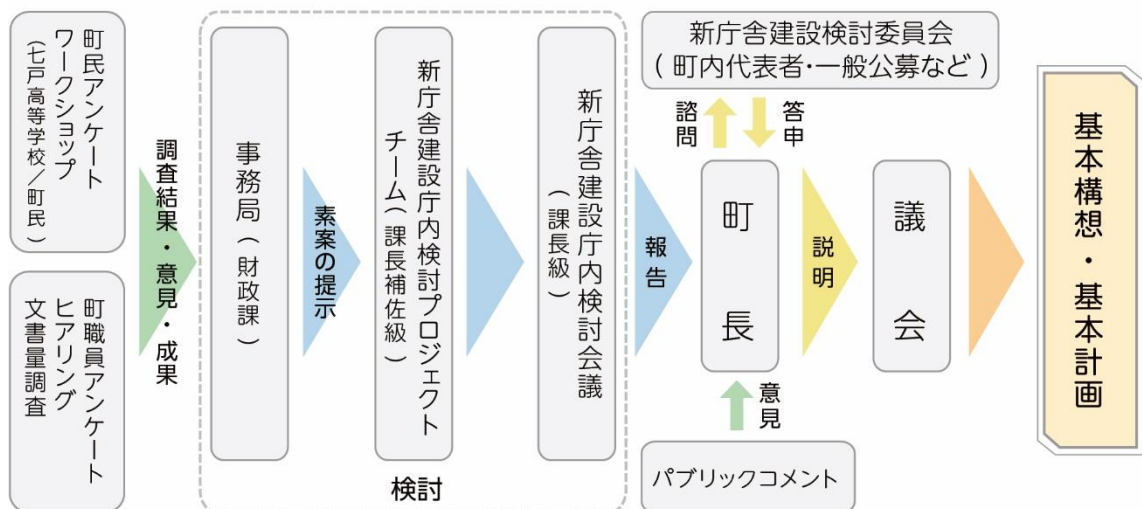 町民アンケート
ワークショップ
(七戸高等学校/町民)
町職員アンケート
ヒアリング
文書量調査
調査結果・意見・成果
事務局(財政課)
素案の提示
新庁舎建設庁内検討プロジェクト
チーム(課長補佐級)
新庁舎建設庁内検討会議
(課長級)
検討
報告
新庁舎建設検討委員会
(町内代表者・一般公募など)
諮問
答申
町長
意見
パブリックコメント
説明
議会
基本構想・基本計画